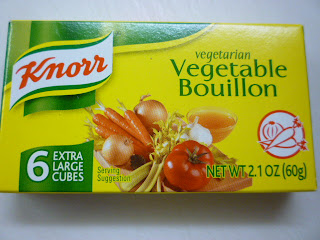 Knorr
vegetarian
Vegetable
Bouillon
6 EXTRA
LARGE
CUBES
Serving
Suggestion
NET WT 2.1 OZ (60g)